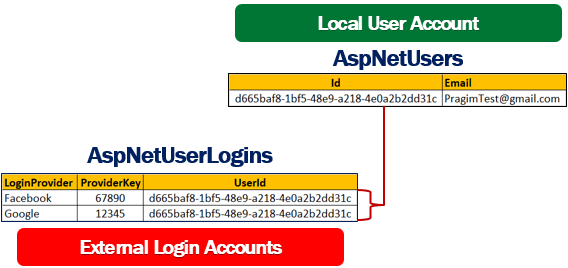 Local User Account
AspNetUsers
Id Email
d665baf8-1bf5-48e9-a218-4e0a2b2dd31c PragimTest@gmail.com
AspNetUserLogins
LoginProvider ProviderKey UserId
Facebook 67890 d665baf8-1bf5-48e9-a218-4e0a2b2dd31c
Google 12345 d665baf8-1bf5-48e9-a218-4e0a2b2dd31c
External Login Accounts